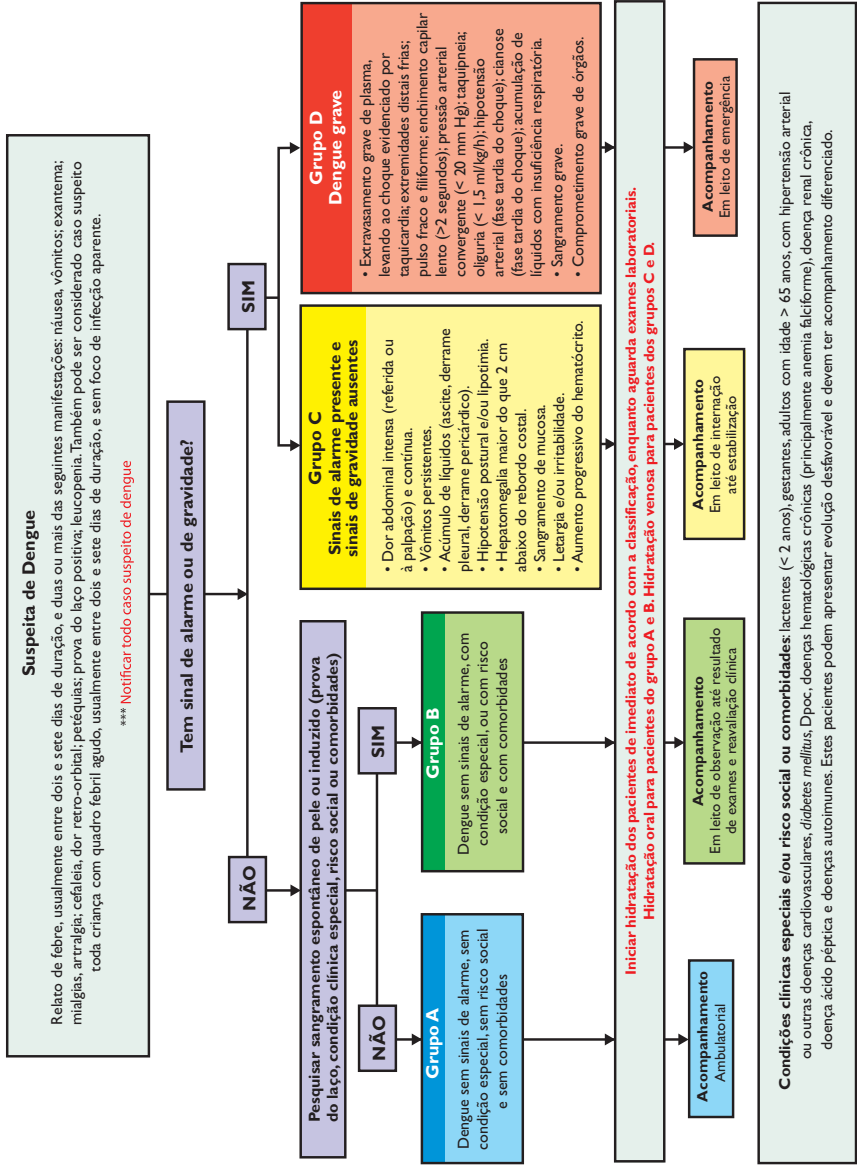 Suspeita de Dengue
Relato de febre, usualmente entre dois e sete dias de duração, e duas ou mais das seguintes manifestações: náusea, vômitos; exantema;
mialgias, artralgia; cefaleia, dor retro-orbital; petéquias; prova do laço positiva; leucopenia. Também pode ser considerado caso suspeito
toda criança com quadro febril agudo, usualmente entre dois e sete dias de duração, e sem foco de infecção aparente.
*** Notificar todo caso suspeito de dengue
Tem sinal de alarme ou de gravidade?
NÃO
SIM
Pesquisar sangramento espontâneo de pele ou induzido (prova
do laço, condição clínica especial, risco social ou comorbidades)
NÃO
SIM
Grupo A
Dengue sem sinais de alarme, sem
condição especial, sem risco social
e sem comorbidades
Grupo B
Dengue sem sinais de alarme, com
condição especial, ou com risco
social e com comorbidades
Grupo C
Sinais de alarme presente e
sinais de gravidade ausentes
• Dor abdominal intensa (referida ou
à palpação) e contínua.
• Vômitos persistentes.
• Acúmulo de líquidos (ascite, derrame
pleural, derrame pericárdico).
• Hipotensão postural e/ou lipotimia.
• Hepatomegalia maior do que 2 cm
abaixo do rebordo costal.
• Sangramento de mucosa.
• Letargia e/ou irritabilidade.
• Aumento progressivo do hematócrito.
Grupo D
Dengue grave
• Extravasamento grave de plasma,
levando ao choque evidenciado por
taquicardia; extremidades distais frias;
pulso fraco e filiforme; enchimento capilar
lento (>2 segundos); pressão arterial
convergente (< 20 mm Hg); taquipneia;
oliguria (< 1,5 ml/kg/h); hipotensão
arterial (fase tardia do choque); cianose
(fase tardia do choque); acumulação de
líquidos com insuficiência respiratória.
• Sangramento grave.
• Comprometimento grave de órgãos.
Iniciar hidratação dos pacientes de imediato de acordo com a classificação, enquanto aguarda exames laboratoriais.
Hidratação oral para pacientes do grupo A e B. Hidratação venosa para pacientes dos grupos C e D.
Acompanhamento
Ambulatorial
Acompanhamento
Em leito de observação até resultado
de exames e reavaliação clínica
Acompanhamento
Em leito de internação
até estabilização
Acompanhamento
Em leito de emergência
Condições clínicas especiais e/ou risco social ou comorbidades: lactentes (< 2 anos), gestantes, adultos com idade > 65 anos, com hipertensão arterial
ou outras doenças cardiovasculares, diabetes mellitus, Dpoc, doenças hematológicas crônicas (principalmente anemia falciforme), doença renal crônica,
doença ácido péptica e doenças autoimunes. Estes pacientes podem apresentar evolução desfavorável e devem ter acompanhamento diferenciado.